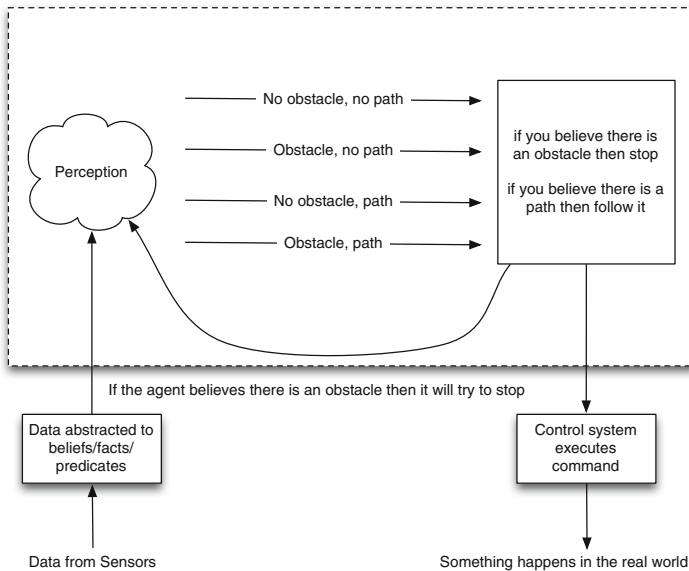 No obstacle, no path
Obstacle, no path
No obstacle, path
Obstacle, path
Perception
if you believe there is
an obstacle then stop
if you believe there is a
path then follow it
If the agent believes there is an obstacle then it will try to stop
Data abstracted to
beliefs/facts/
predicates
Control system
executes
command
Data from Sensors
Something happens in the real world